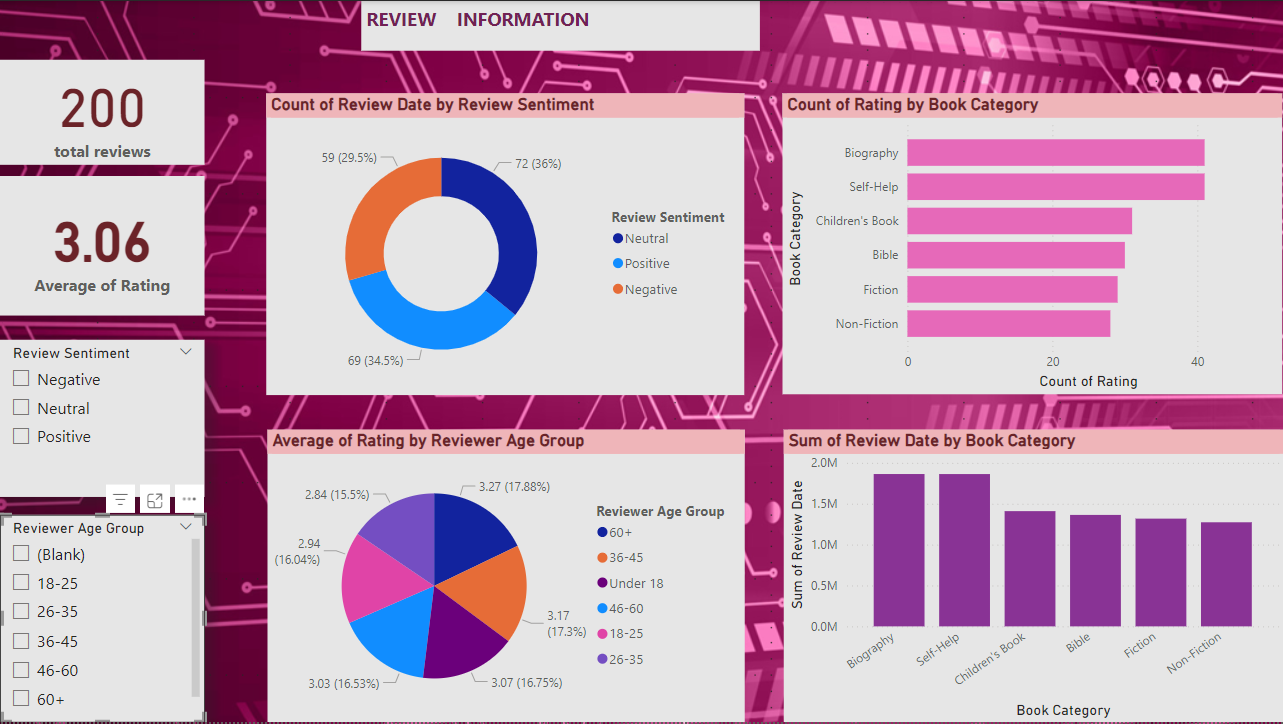 REVIEW INFORMATION
200
total reviews
3.06
Average of Rating
Review Sentiment
Negative
Neutral
Positive
Reviewer Age Group
(Blank)
18-25
26-35
36-45
46-60
60+
Count of Review Date by Review Sentiment
59 (29.5%)
72 (36%)
69 (34.5%)
Review Sentiment
Neutral
Positive
Negative
Count of Rating by Book Category
Book Category
Biography
Self-Help
Children's Book
Bible
Fiction
Non-Fiction
0 20 40
Count of Rating
Average of Rating by Reviewer Age Group
3.27 (17.88%)
2.84 (15.5%)
2.94
(16.04%)
3.17
(17.3%)
3.03 (16.53%)
3.07 (16.75%)
Reviewer Age Group
60+
36-45
Under 18
46-60
18-25
26-35
Sum of Review Date by Book Category
Sum of Review Date
2.0M
1.5M
1.0M
0.5M
0.0M
Biography
Self-Help
Children's Book
Bible
Fiction
Non-Fiction
Book Category